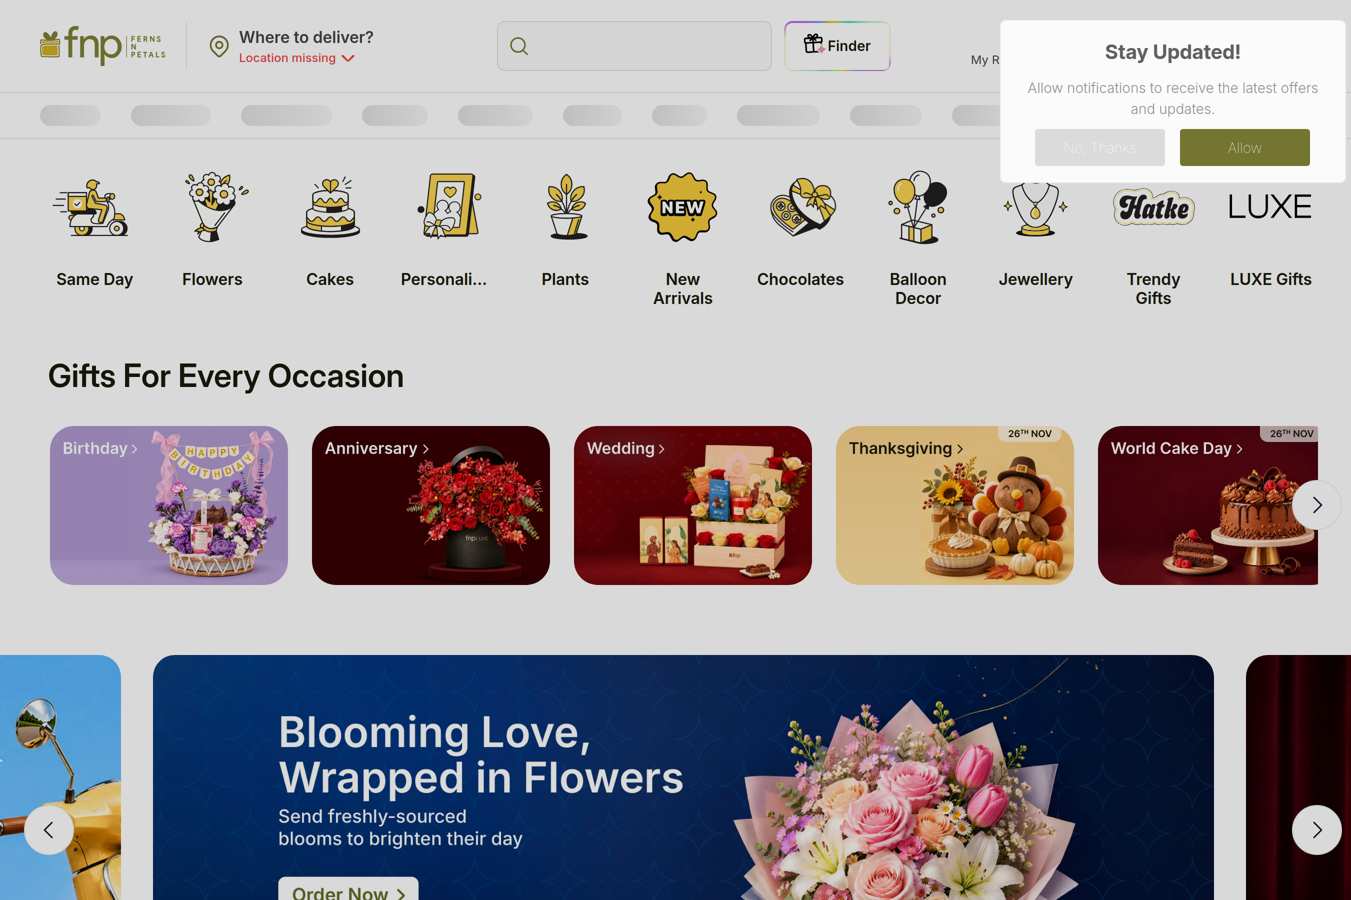 fnp FERNS
N
PETALS
Where to deliver?
Location missing
Finder
My R
Stay Updated!
Allow notifications to receive the latest offers
and updates.
No, Thanks
Allow
Same Day
Flowers
Cakes
Personali...
Plants
NEW
New
Arrivals
Chocolates
Balloon
Decor
Jewellery
Hatke
Trendy
Gifts
LUXE
LUXE Gifts
Gifts For Every Occasion
Birthday
HAPPY
BIRTHDAY
Anniversary
Wedding
26TH NOV
Thanksgiving
26TH NOV
World Cake Day
Blooming Love,
Wrapped in Flowers
Send freshly-sourced
blooms to brighten their day
Order Now